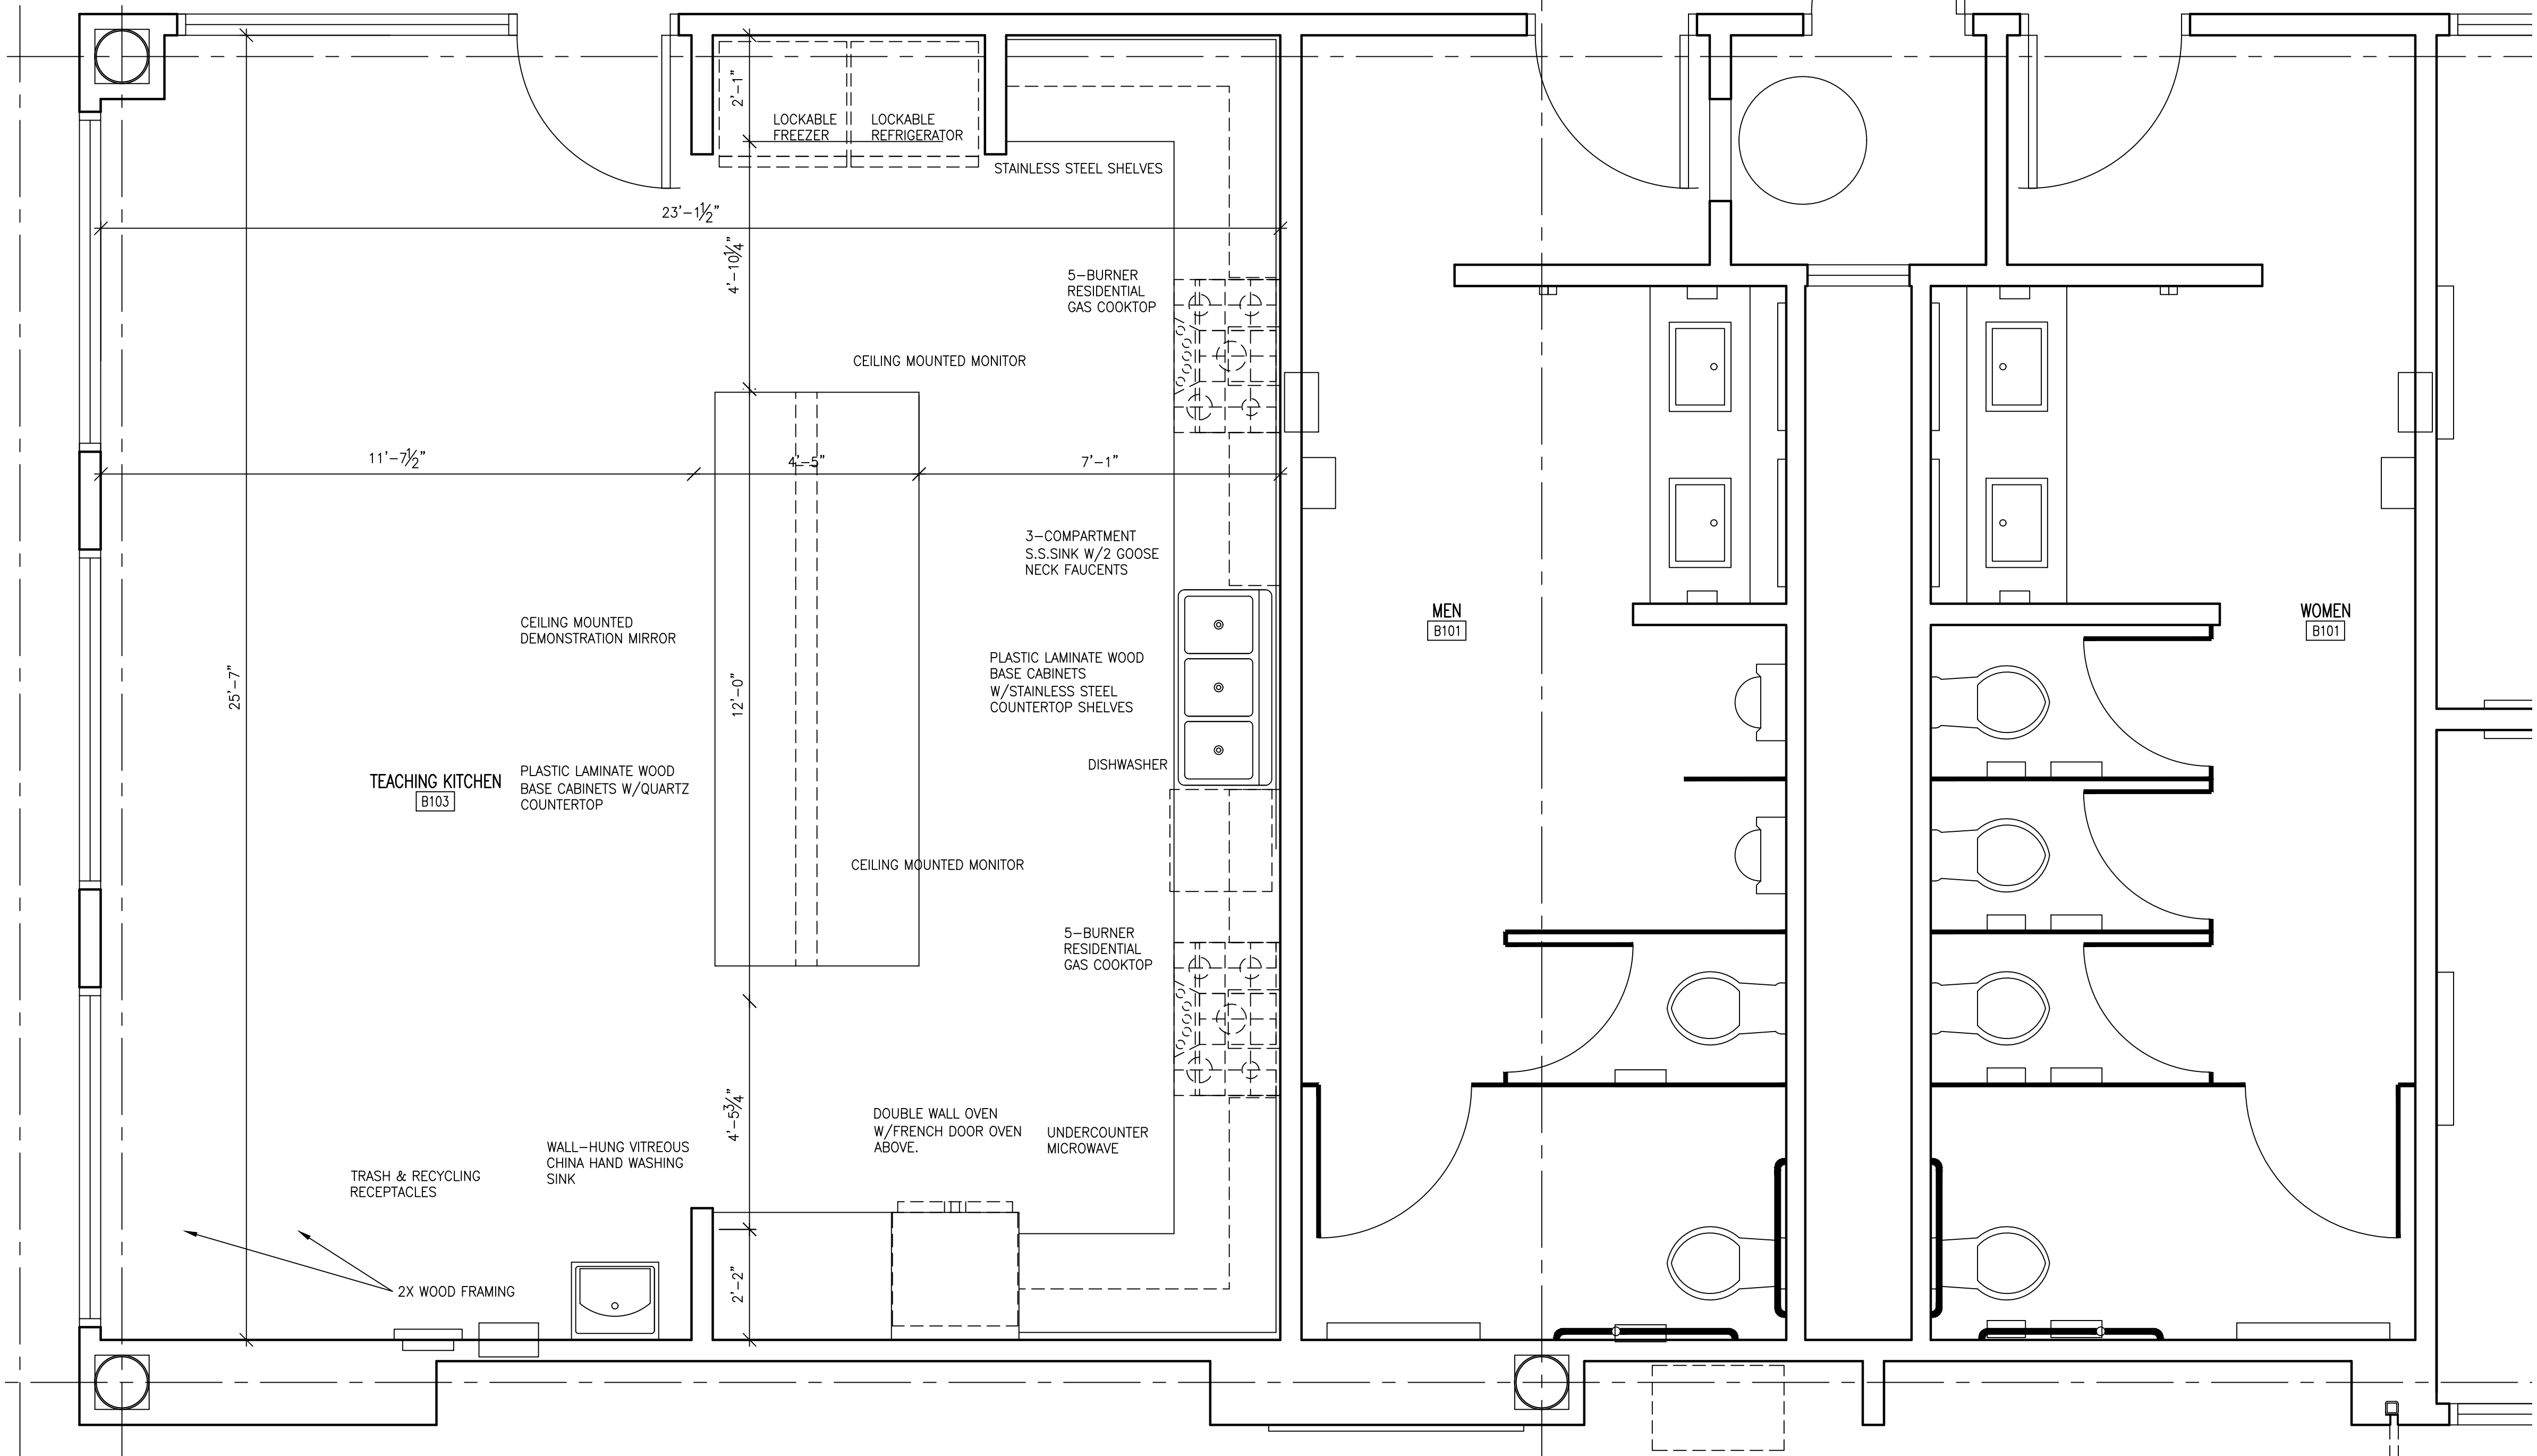 2'-1"
LOCKABLE
FREEZER
LOCKABLE
REFRIGERATOR
STAINLESS STEEL SHELVES
23'-1½"
4'-10¼"
5-BURNER
RESIDENTIAL
GAS COOKTOP
CEILING MOUNTED MONITOR
11'-7½"
4'-5"
7'-1"
3-COMPARTMENT
S.S.SINK W/2 GOOSE
NECK FAUCENTS
MEN
B101
WOMEN
B101
CEILING MOUNTED
DEMONSTRATION MIRROR
25'-7"
12'-0"
PLASTIC LAMINATE WOOD
BASE CABINETS
W/STAINLESS STEEL
COUNTERTOP SHELVES
DISHWASHER
TEACHING KITCHEN
B103
PLASTIC LAMINATE WOOD
BASE CABINETS W/QUARTZ
COUNTERTOP
CEILING MOUNTED MONITOR
5-BURNER
RESIDENTIAL
GAS COOKTOP
4'-5¾"
DOUBLE WALL OVEN
W/FRENCH DOOR OVEN
ABOVE.
UNDERCOUNTER
MICROWAVE
WALL-HUNG VITREOUS
CHINA HAND WASHING
SINK
TRASH & RECYCLING
RECEPTACLES
2X WOOD FRAMING
2'-2"